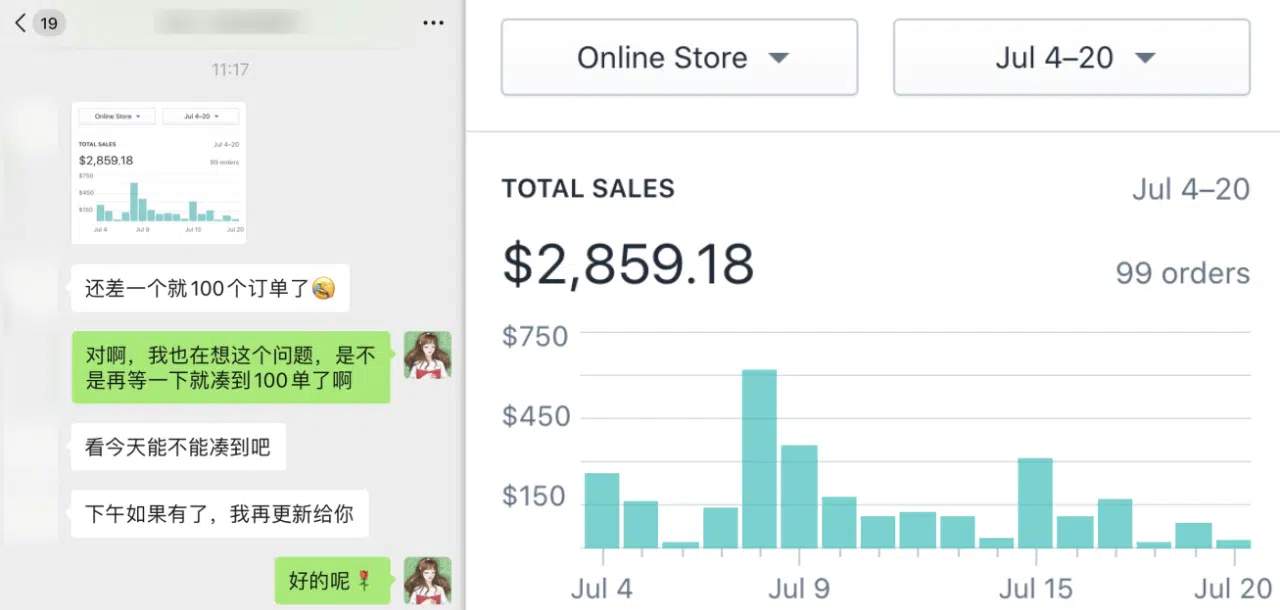 19
11:17
Online Store
Jul 4–20
TOTAL SALES
Jul 4–20
$2,859.18
99 orders
$750
$450
$150
Jul 4
Jul 9
Jul 15
Jul 20
还差一个就100个订单了
对啊，我也在想这个问题，是不
是再等一下就凑到100单了啊
看今天能不能凑到吧
下午如果有了，我再更新给你
好的呢
Online Store
Jul 4–20
TOTAL SALES
Jul 4–20
$2,859.18
99 orders
$750
$450
$150
Jul 4
Jul 9
Jul 15
Jul 20